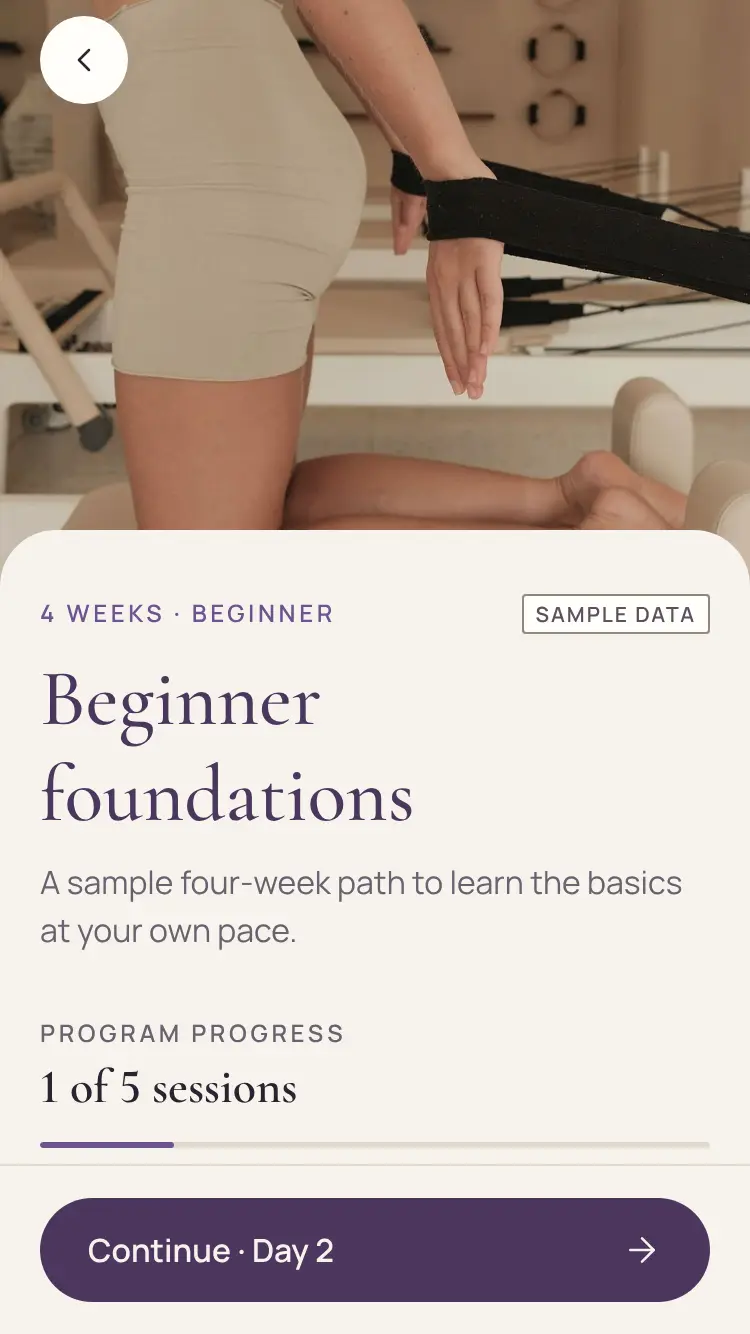 4 WEEKS · BEGINNER
SAMPLE DATA
Beginner
foundations
A sample four-week path to learn the basics
at your own pace.
PROGRAM PROGRESS
1 of 5 sessions
Continue · Day 2